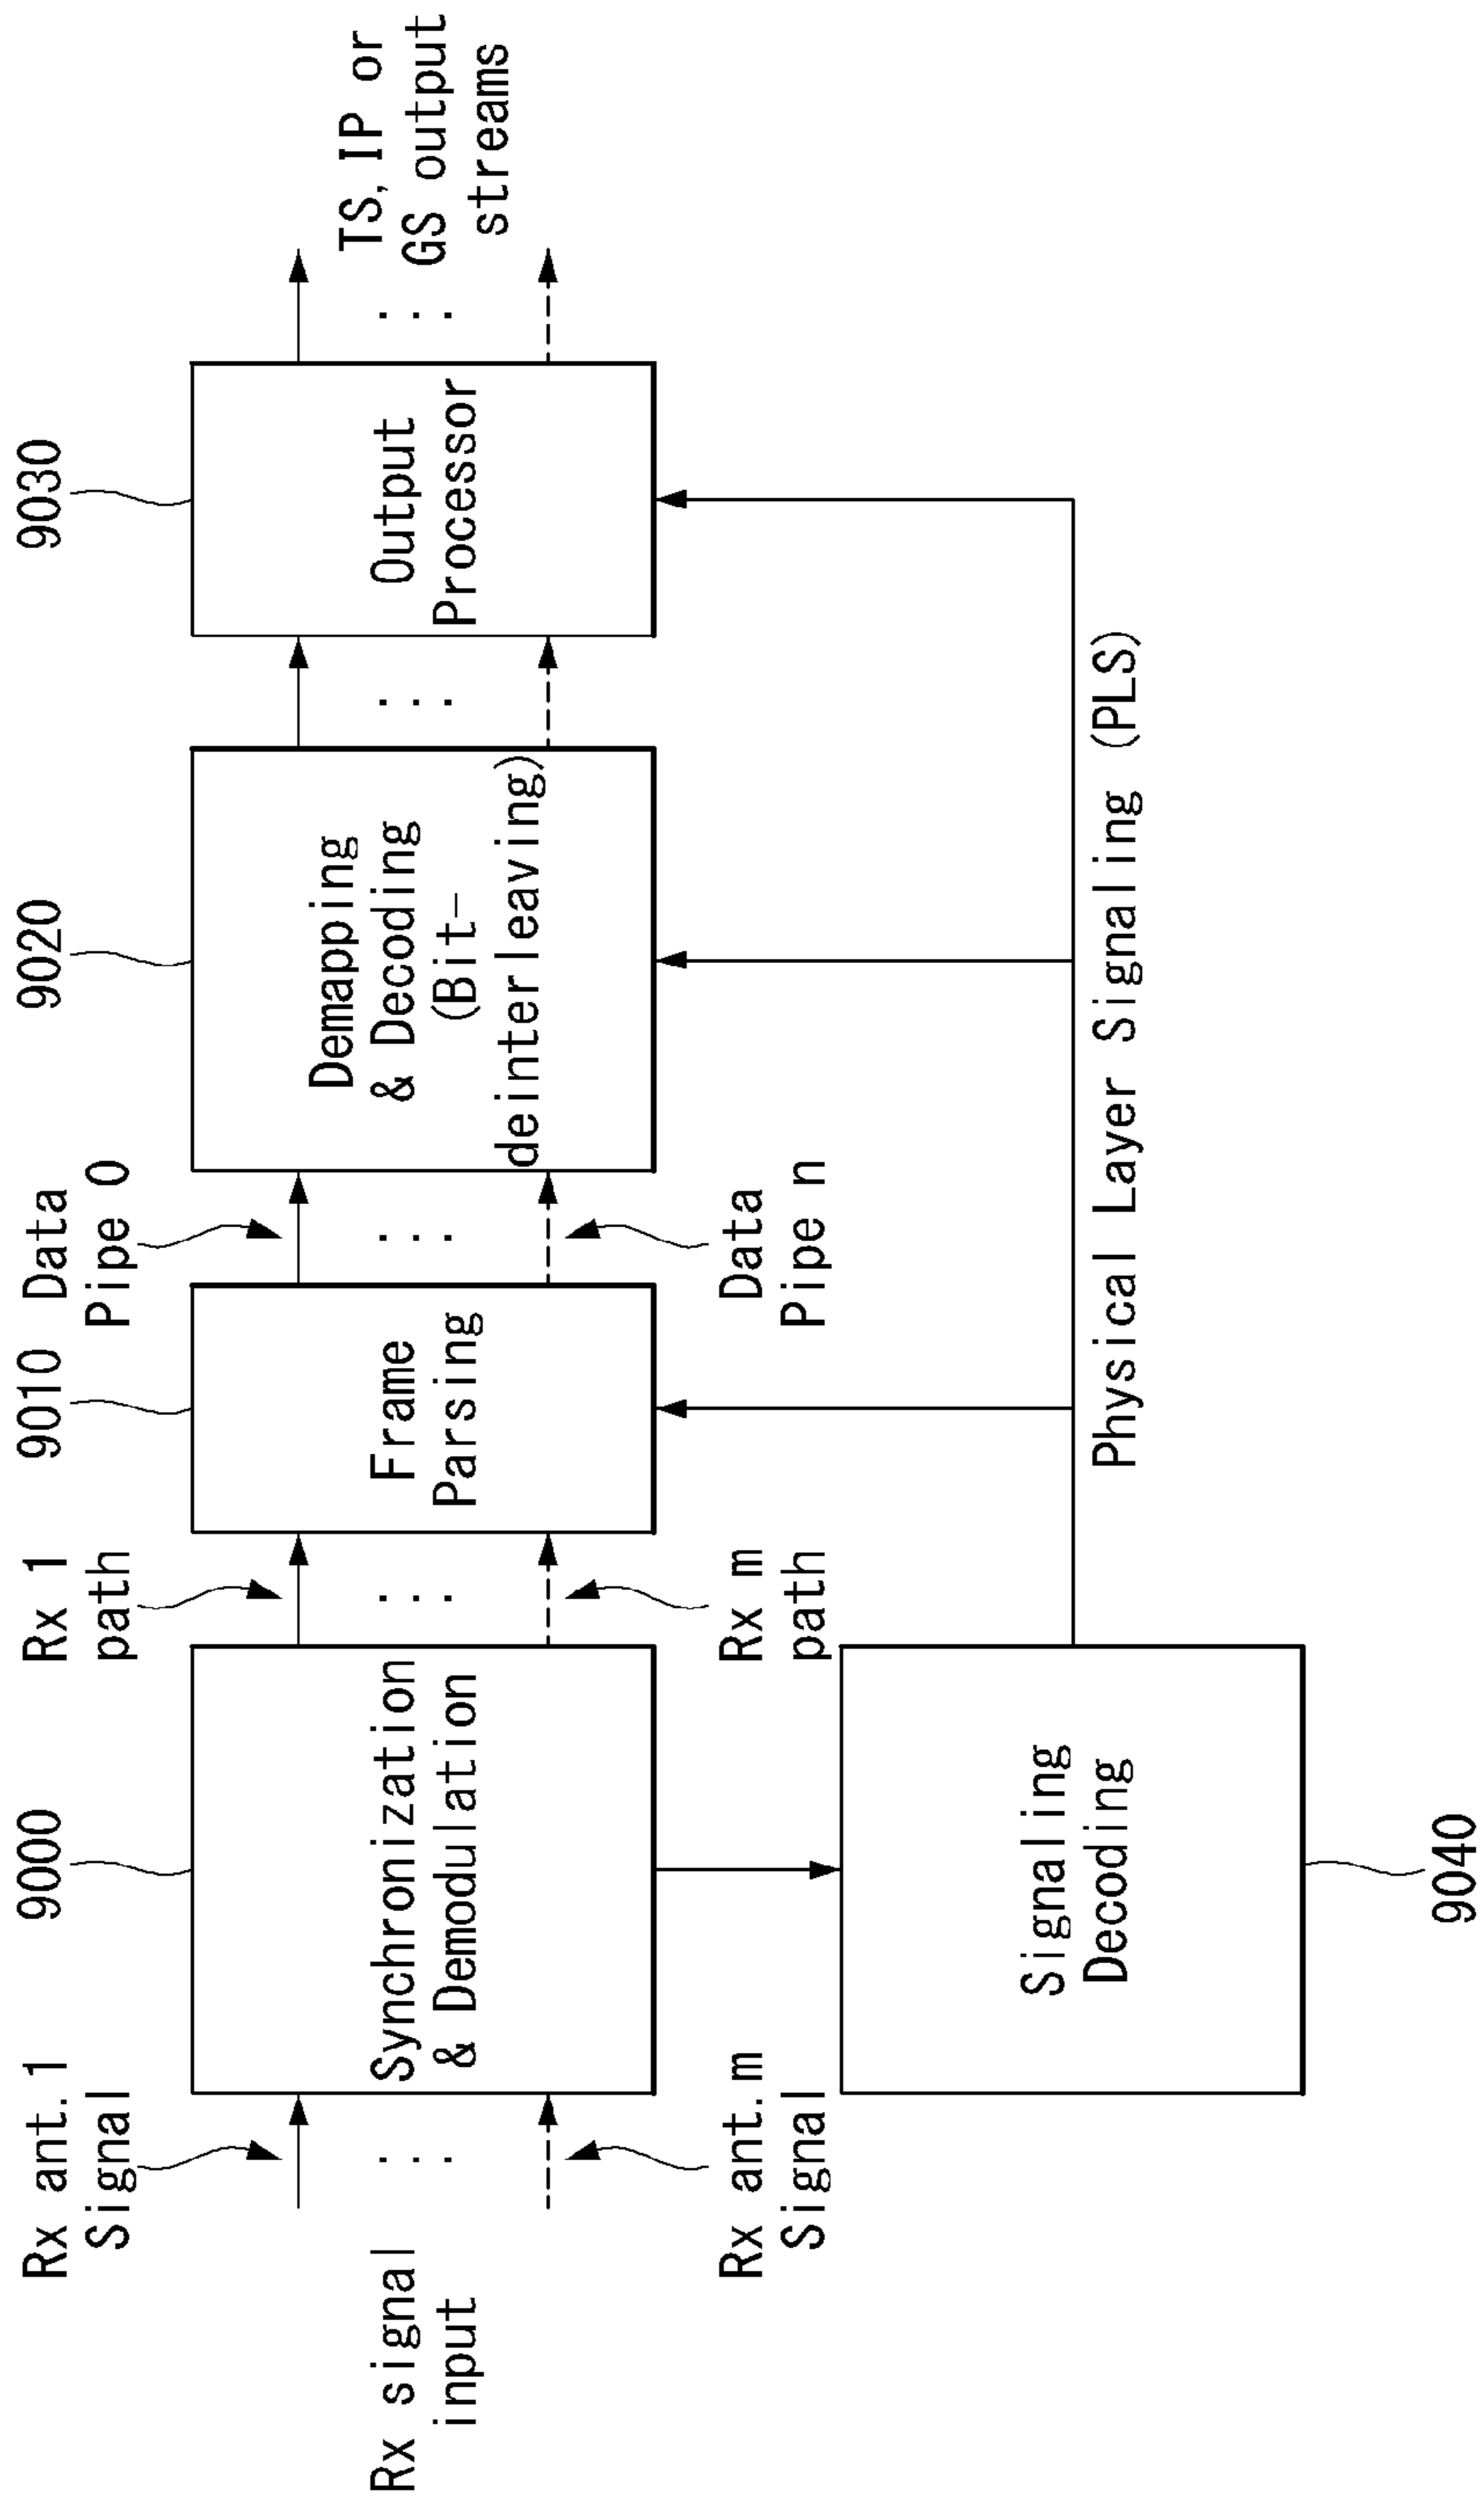 Rx signal
input
Rx ant.1
Signal
Rx ant.m
Signal
9000
Synchronization
& Demodulation
Rx 1
path
Rx m
path
9010
Frame
Parsing
Data
Pipe 0
Data
Pipe n
9020
Demapping
& Decoding
(Bit-
deinterleaving)
9030
Output
Processor
TS, IP or
GS output
streams
Signaling
Decoding
9040
Physical Layer Signaling (PLS)